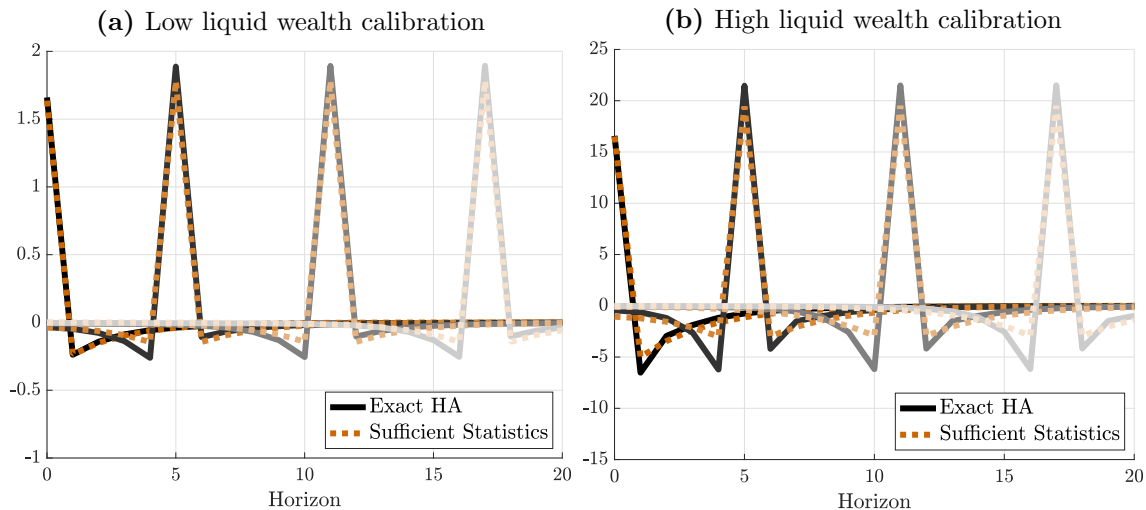 (a) Low liquid wealth calibration
2
1.5
1
0.5
0
-0.5
-1
0 5 10 15 20
Horizon
Exact HA
Sufficient Statistics
(b) High liquid wealth calibration
25
20
15
10
5
0
-5
-10
-15
0 5 10 15 20
Horizon
Exact HA
Sufficient Statistics